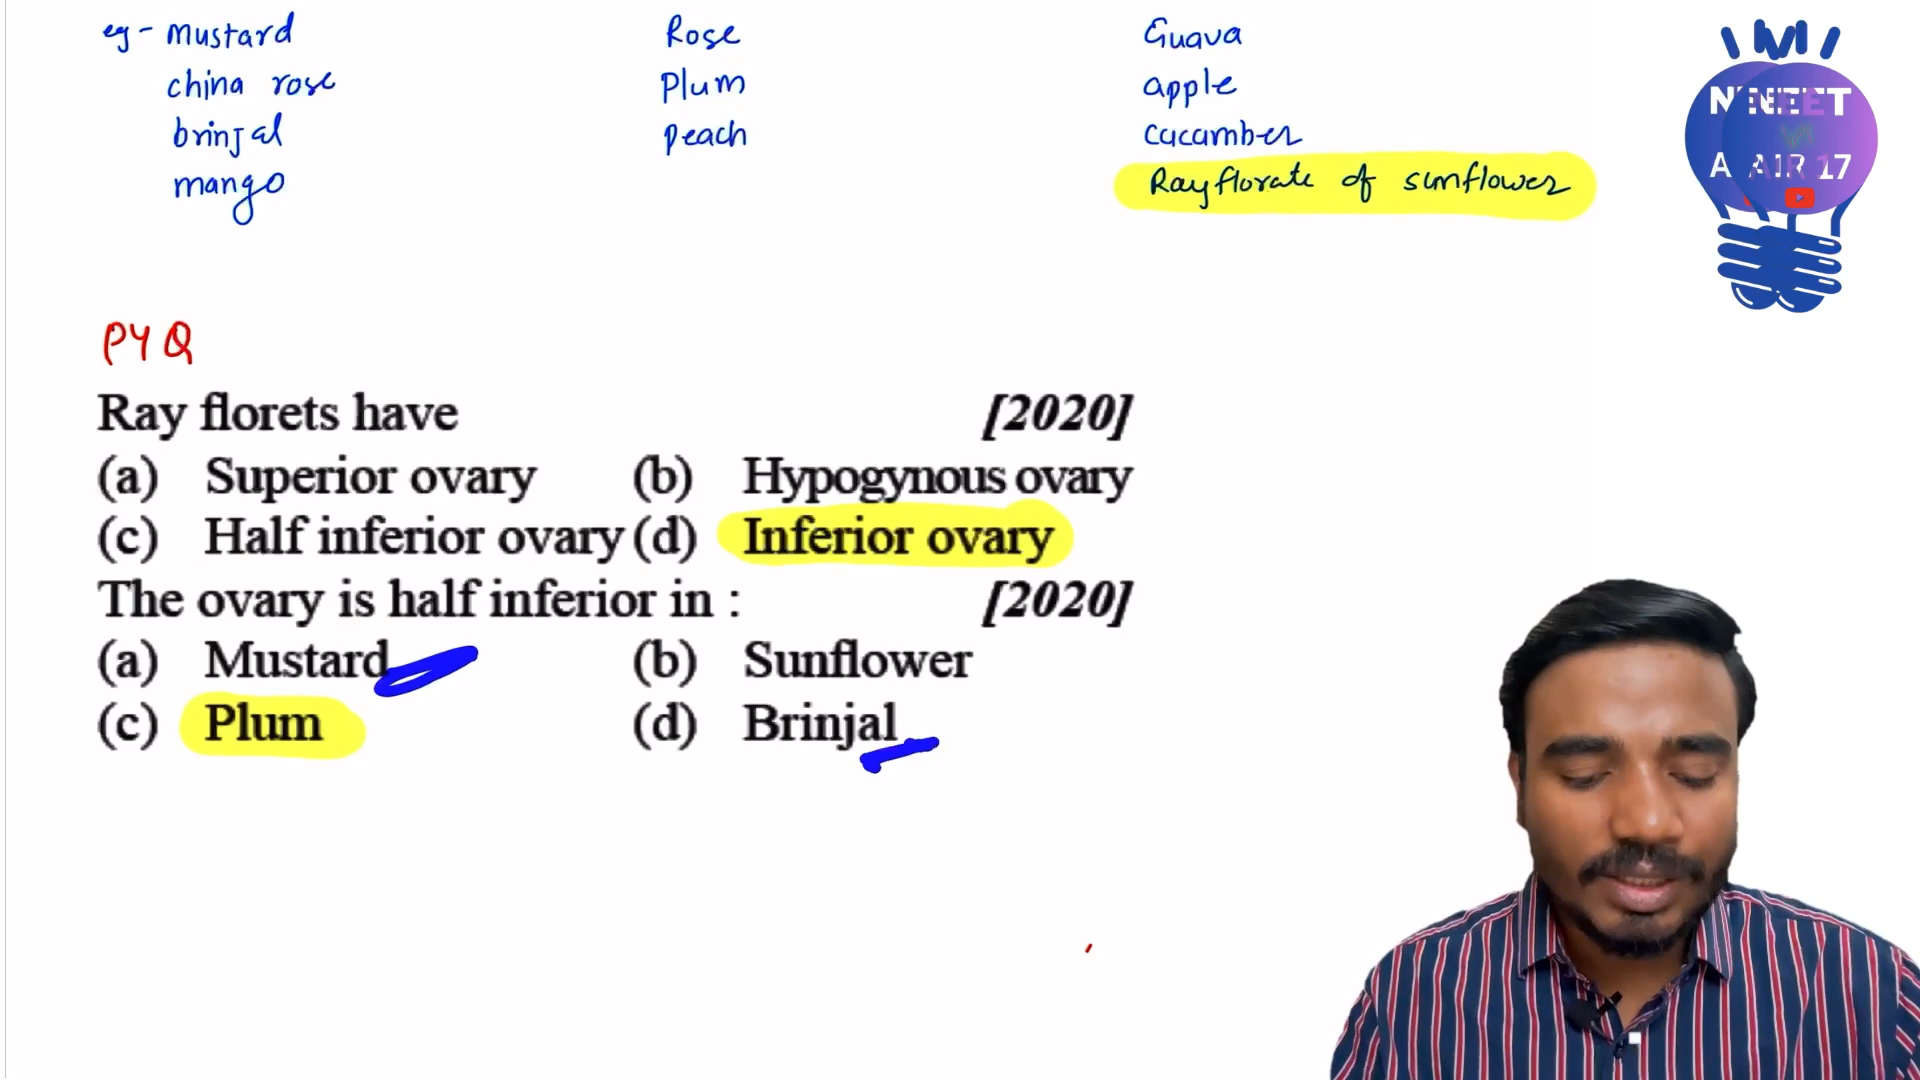 eg - Mustard Rose Guava
china rose Plum apple
brinjal peach cucumber
mango Ray florate of sunflower
NEET
AIR 17
PYQ
Ray florets have [2020]
(a) Superior ovary (b) Hypogynous ovary
(c) Half inferior ovary (d) Inferior ovary
The ovary is half inferior in : [2020]
(a) Mustard (b) Sunflower
(c) Plum (d) Brinjal